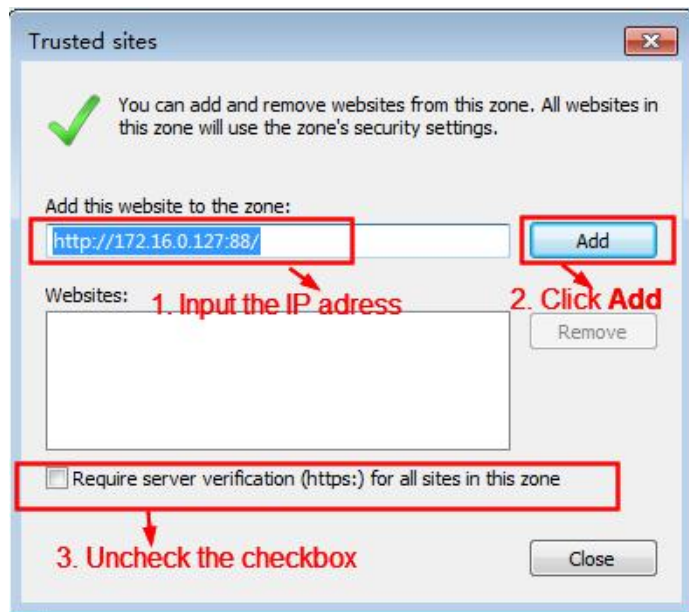 Trusted sites
You can add and remove websites from this zone. All websites in
this zone will use the zone's security settings.
Add this website to the zone:
http://172.16.0.127:88/
Add
Websites:
1. Input the IP adress
2. Click Add
Remove
Require server verification (https:) for all sites in this zone
3. Uncheck the checkbox
Close